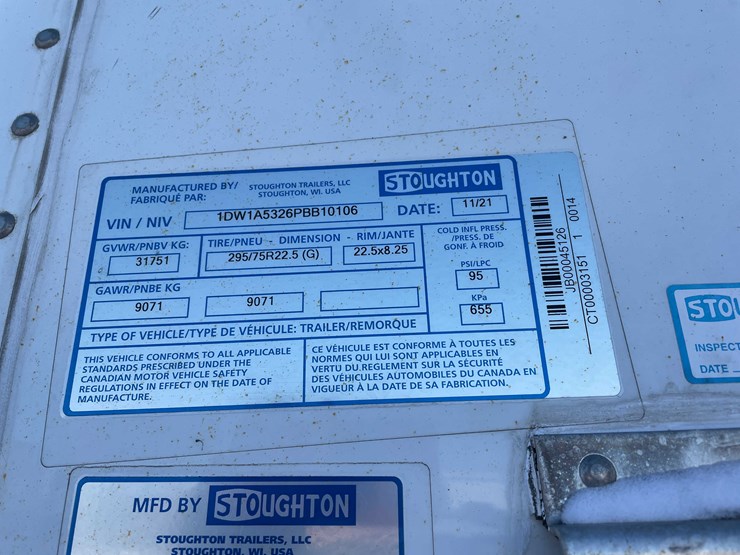 MANUFACTURED BY/ STOUGHTON TRAILERS, LLC STOUGHTON
FABRIQUÉ PAR: STOUGHTON, WI. USA
VIN / NIV 1DW1A5326PBB10106 DATE: 11/21
GVWR/PNBV KG: TIRE/PNEU - DIMENSION - RIM/JANTE
31751 295/75R22.5 (G) 22.5x8.25
COLD INFL PRESS.
/PRESS. DE
GONF. À FROID
PSI/LPC
95
KPa
655
GAWR/PNBE KG
9071 9071
TYPE OF VEHICLE/TYPE DE VÉHICULE: TRAILER/REMORQUE
THIS VEHICLE CONFORMS TO ALL APPLICABLE
STANDARDS PRESCRIBED UNDER THE
CANADIAN MOTOR VEHICLE SAFETY
REGULATIONS IN EFFECT ON THE DATE OF
MANUFACTURE.
CE VÉHICULE EST CONFORME À TOUTES LES
NORMES QUI LUI SONT APPLICABLES EN
VERTU DU.REGLEMENT SUR LA SÉCURITÉ
DES VÉHICULES AUTOMOBILES DU CANADA EN
VIGUEUR À LA DATE DE SA FABRICATION.
JB00045126
CT00003151 1 0014
STOU
INSPECT
DATE
MFD BY STOUGHTON
STOUGHTON TRAILERS, LLC
STOUGHTON, WI. USA